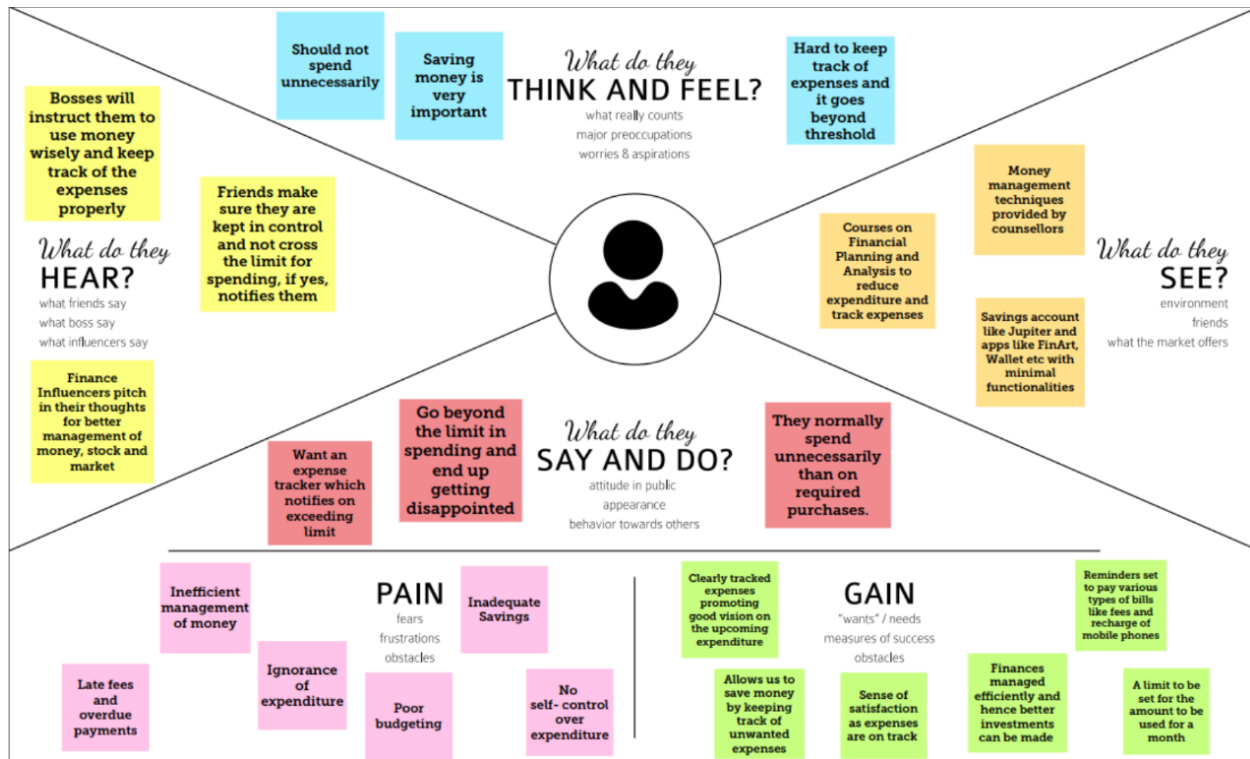 Should not
spend
unnecessarily
Saving
money is
very
important
What do they
THINK AND FEEL?
what really counts
major preoccupations
worries & aspirations
Hard to keep
track of
expenses and
it goes
beyond
threshold
Bosses will
instruct them to
use money
wisely and keep
track of the
expenses
properly
Friends make
sure they are
kept in control
and not cross
the limit for
spending, if yes,
notifies them
What do they
HEAR?
what friends say
what boss say
what influencers say
Finance
Influencers pitch
in their thoughts
for better
management of
money, stock and
market
Money
management
techniques
provided by
counsellors
Courses on
Financial
Planning and
Analysis to
reduce
expenditure and
track expenses
What do they
SEE?
environment
friends
what the market offers
Savings account
like Jupiter and
apps like FinArt,
Wallet etc with
minimal
functionalities
Want an
expense
tracker which
notifies on
exceeding
limit
Go beyond
the limit in
spending and
end up
getting
disappointed
What do they
SAY AND DO?
attitude in public
appearance
behavior towards others
They normally
spend
unnecessarily
than on
required
purchases.
PAIN
fears
frustrations
obstacles
Inefficient
management
of money
Inadequate
Savings
Late fees
and
overdue
payments
Ignorance
of
expenditure
Poor
budgeting
No
self- control
over
expenditure
GAIN
"wants" / needs
measures of success
obstacles
Clearly tracked
expenses
promoting
good vision on
the upcoming
expenditure
Reminders set
to pay various
types of bills
like fees and
recharge of
mobile phones
Allows us to
save money
by keeping
track of
unwanted
expenses
Sense of
satisfaction
as expenses
are on track
Finances
managed
efficiently and
hence better
investments
can be made
A limit to be
set for the
amount to be
used for a
month